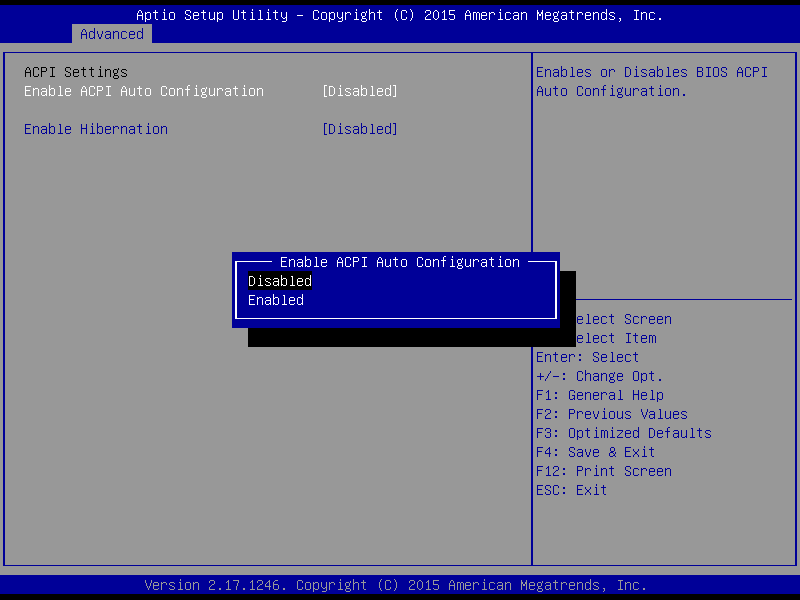 Aptio Setup Utility – Copyright (C) 2015 American Megatrends, Inc.
Advanced
ACPI Settings
Enable ACPI Auto Configuration [Disabled]
Enable Hibernation [Disabled]
Enables or Disables BIOS ACPI
Auto Configuration.
Enable ACPI Auto Configuration
Disabled
Enabled
elect Screen
elect Item
Enter: Select
+/-: Change Opt.
F1: General Help
F2: Previous Values
F3: Optimized Defaults
F4: Save & Exit
F12: Print Screen
ESC: Exit
Version 2.17.1246. Copyright (C) 2015 American Megatrends, Inc.